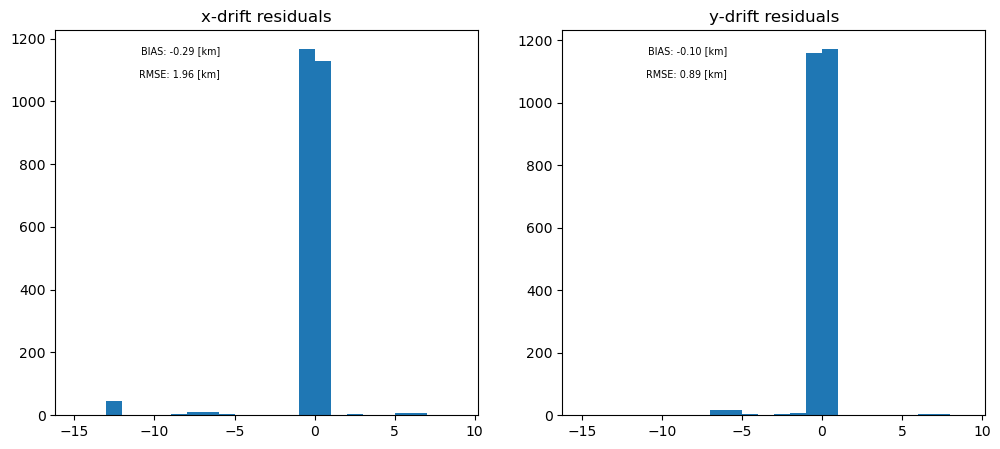 x-drift residuals
BIAS: -0.29 [km]
RMSE: 1.96 [km]
1200
1000
800
600
400
200
0
−15 −10 −5 0 5 10
y-drift residuals
BIAS: -0.10 [km]
RMSE: 0.89 [km]
1200
1000
800
600
400
200
0
−15 −10 −5 0 5 10